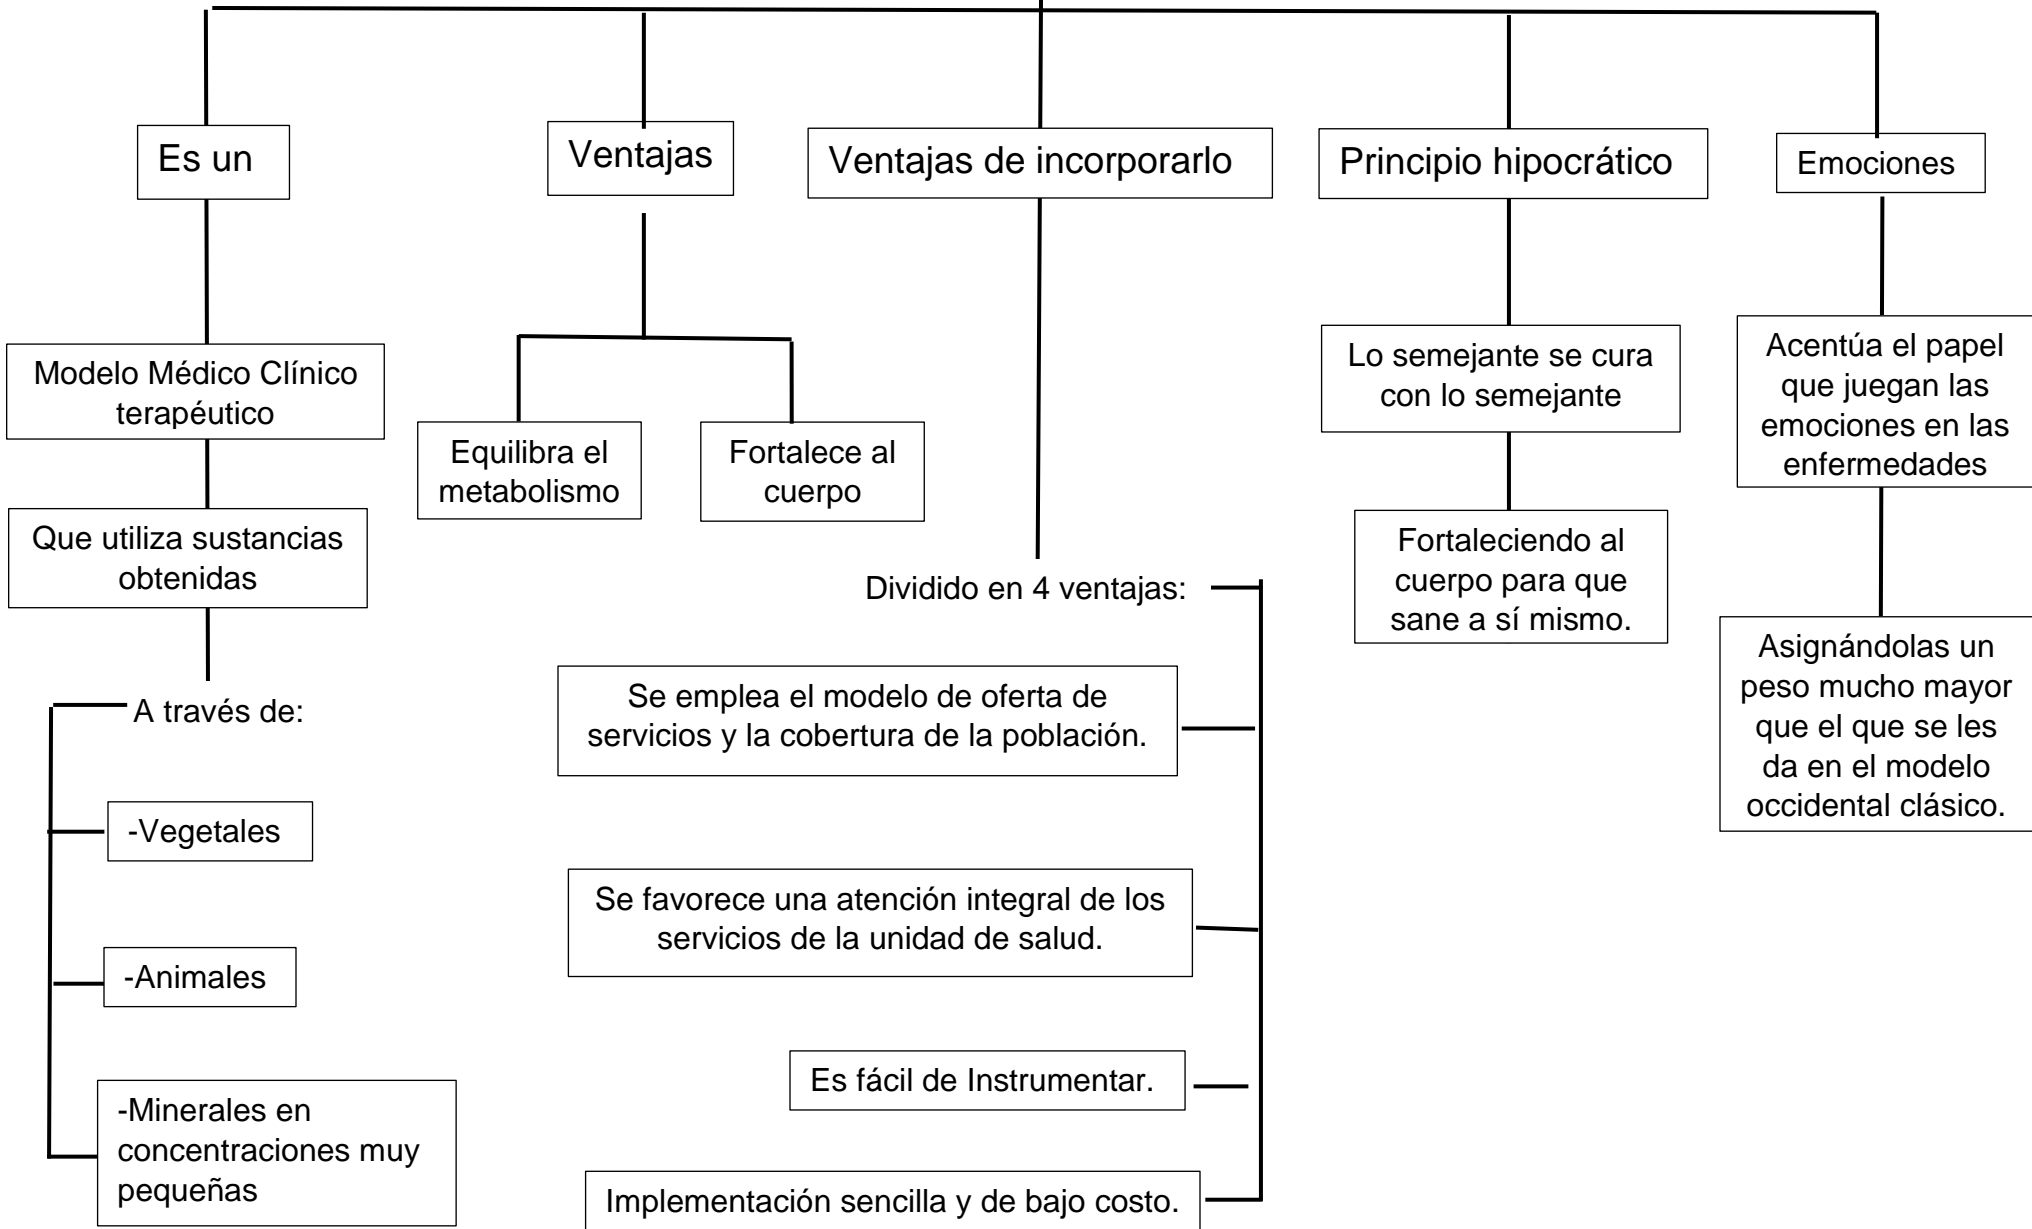 Es un
Modelo Médico Clínico
terapéutico
Que utiliza sustancias
obtenidas
A través de:
-Vegetales
-Animales
-Minerales en
concentraciones muy
pequeñas
Ventajas
Equilibra el
metabolismo
Fortalece al
cuerpo
Ventajas de incorporarlo
Dividido en 4 ventajas:
Se emplea el modelo de oferta de
servicios y la cobertura de la población.
Se favorece una atención integral de los
servicios de la unidad de salud.
Es fácil de Instrumentar.
Implementación sencilla y de bajo costo.
Principio hipocrático
Lo semejante se cura
con lo semejante
Fortaleciendo al
cuerpo para que
sane a sí mismo.
Emociones
Acentúa el papel
que juegan las
emociones en las
enfermedades
Asignándolas un
peso mucho mayor
que el que se les
da en el modelo
occidental clásico.